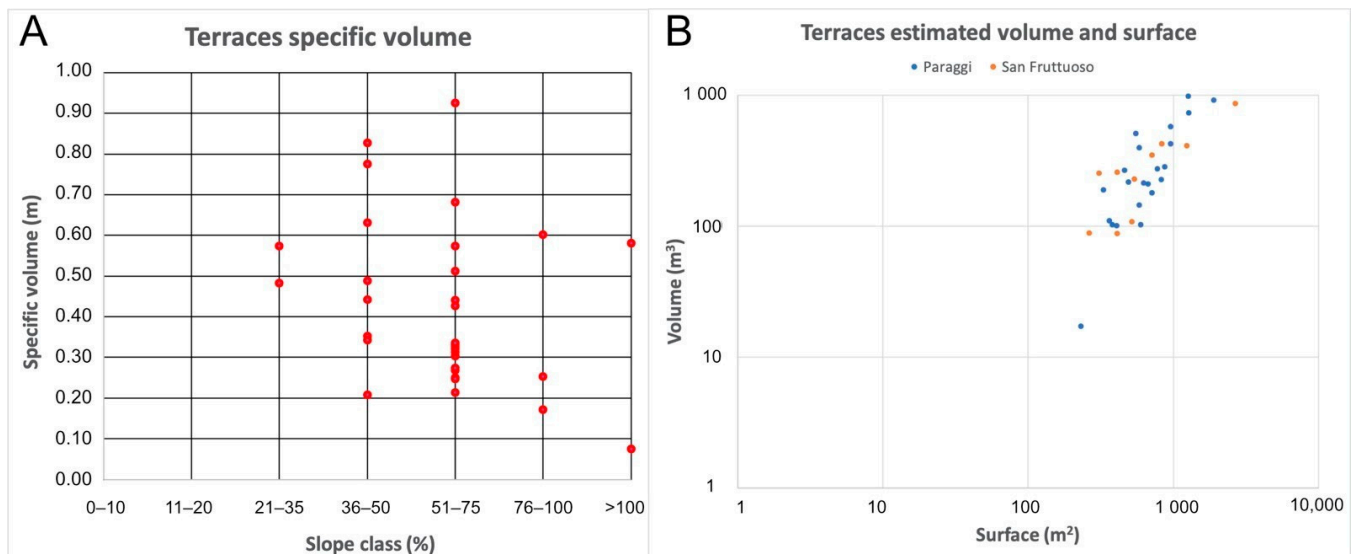 A
Terraces specific volume
1.00
0.90
0.80
0.70
0.60
0.50
0.40
0.30
0.20
0.10
0.00
Specific volume (m)
0–10 11–20 21–35 36–50 51–75 76–100 >100
Slope class (%)
B
Terraces estimated volume and surface
Paraggi San Fruttuoso
1 000
100
10
1
Volume (m³)
1 10 100 1 000 10,000
Surface (m²)